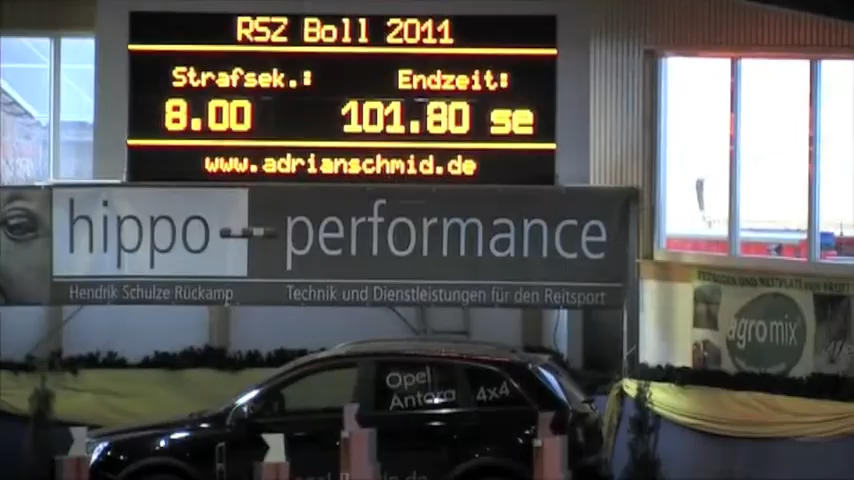 RSZ Boll 2011
Strafsek.: Endzeit:
8.00 101.80 se
www.adrianschmid.de
hippo - performance
Hendrik Schulze Rückamp Technik und Dienstleistungen für den Reitsport
agromix
Opel
Antara 4x4